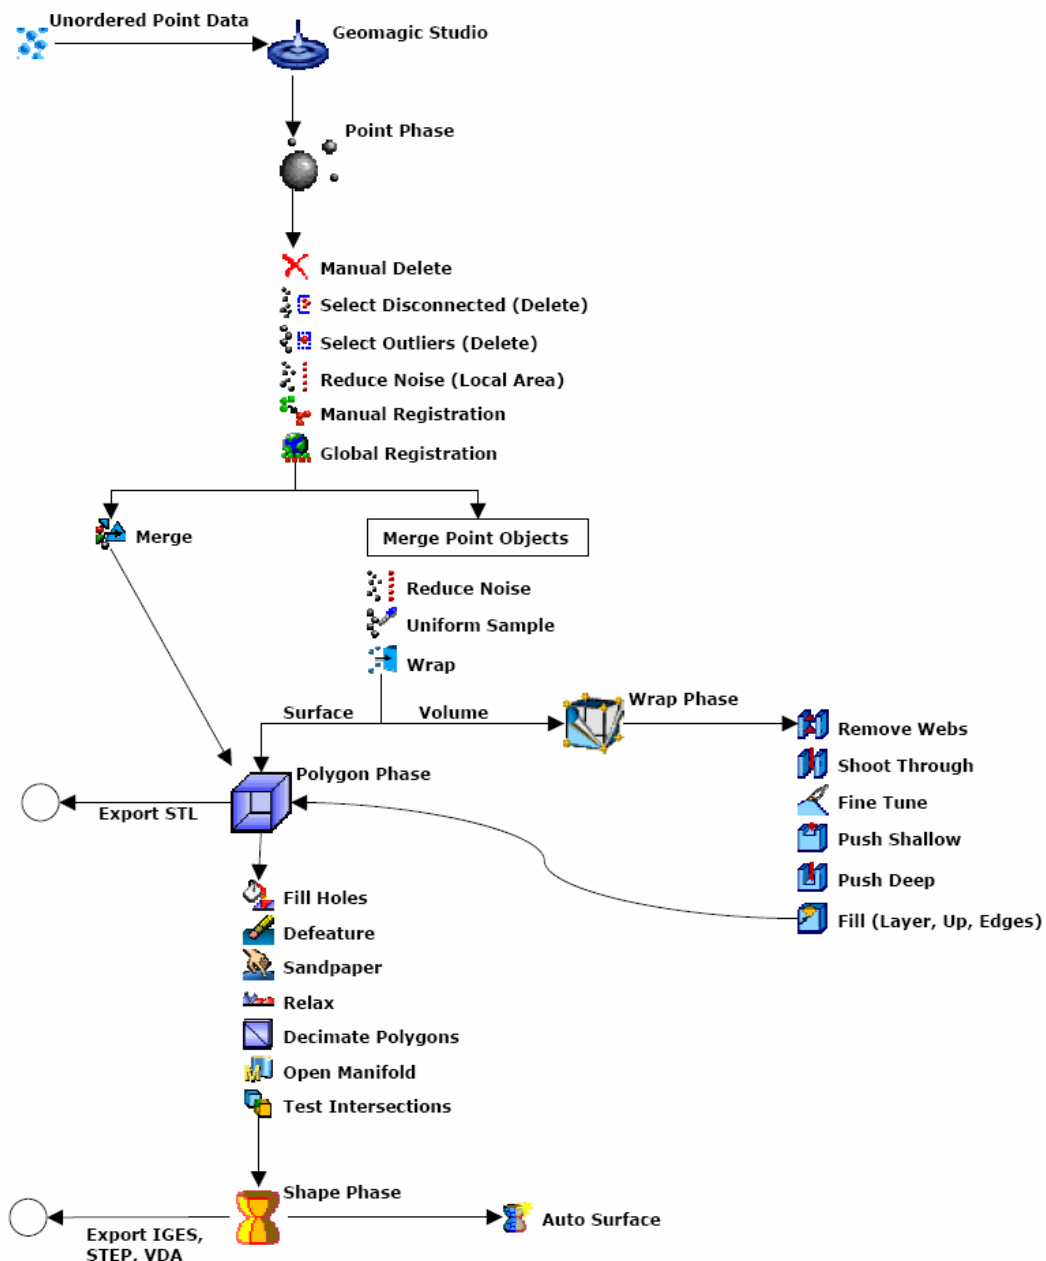 Unordered Point Data
Geomagic Studio
Point Phase
Manual Delete
Select Disconnected (Delete)
Select Outliers (Delete)
Reduce Noise (Local Area)
Manual Registration
Global Registration
Merge
Merge Point Objects
Reduce Noise
Uniform Sample
Wrap
Surface
Volume
Wrap Phase
Remove Webs
Shoot Through
Fine Tune
Push Shallow
Push Deep
Fill (Layer, Up, Edges)
Polygon Phase
Export STL
Fill Holes
Defeature
Sandpaper
Relax
Decimate Polygons
Open Manifold
Test Intersections
Shape Phase
Export IGES,
STEP, VDA
Auto Surface